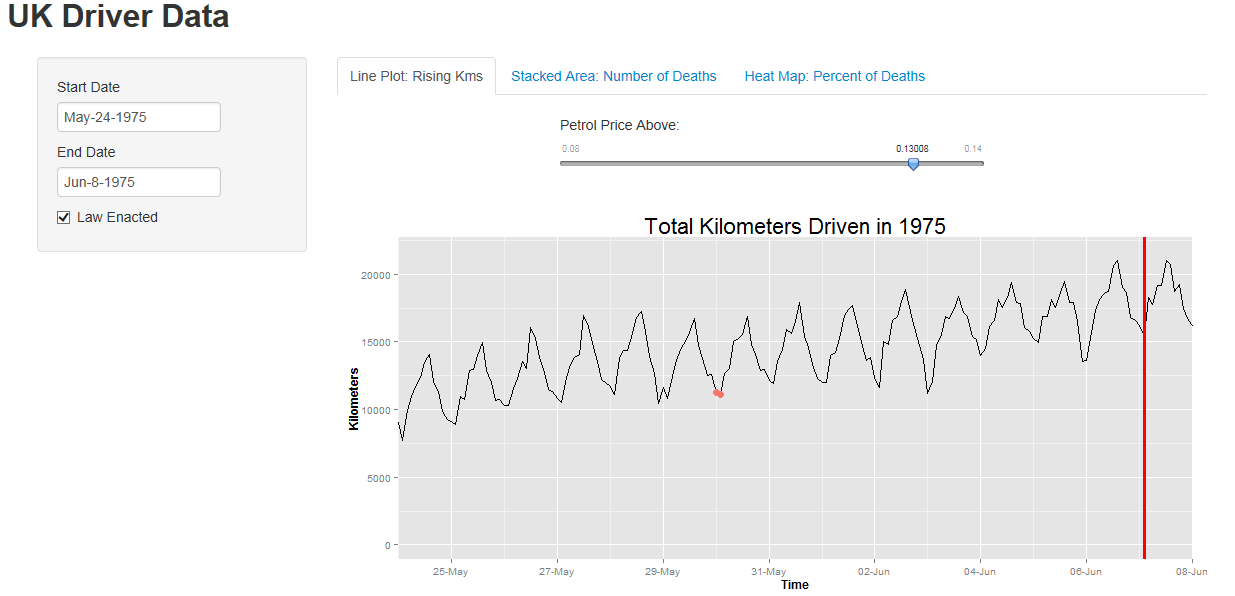 UK Driver Data
Start Date
May-24-1975
End Date
Jun-8-1975
Law Enacted
Line Plot: Rising Kms
Stacked Area: Number of Deaths
Heat Map: Percent of Deaths
Petrol Price Above:
0.08
0.13008
0.14
Total Kilometers Driven in 1975
Kilometers
20000
15000
10000
5000
0
25-May
27-May
29-May
31-May
02-Jun
04-Jun
06-Jun
08-Jun
Time